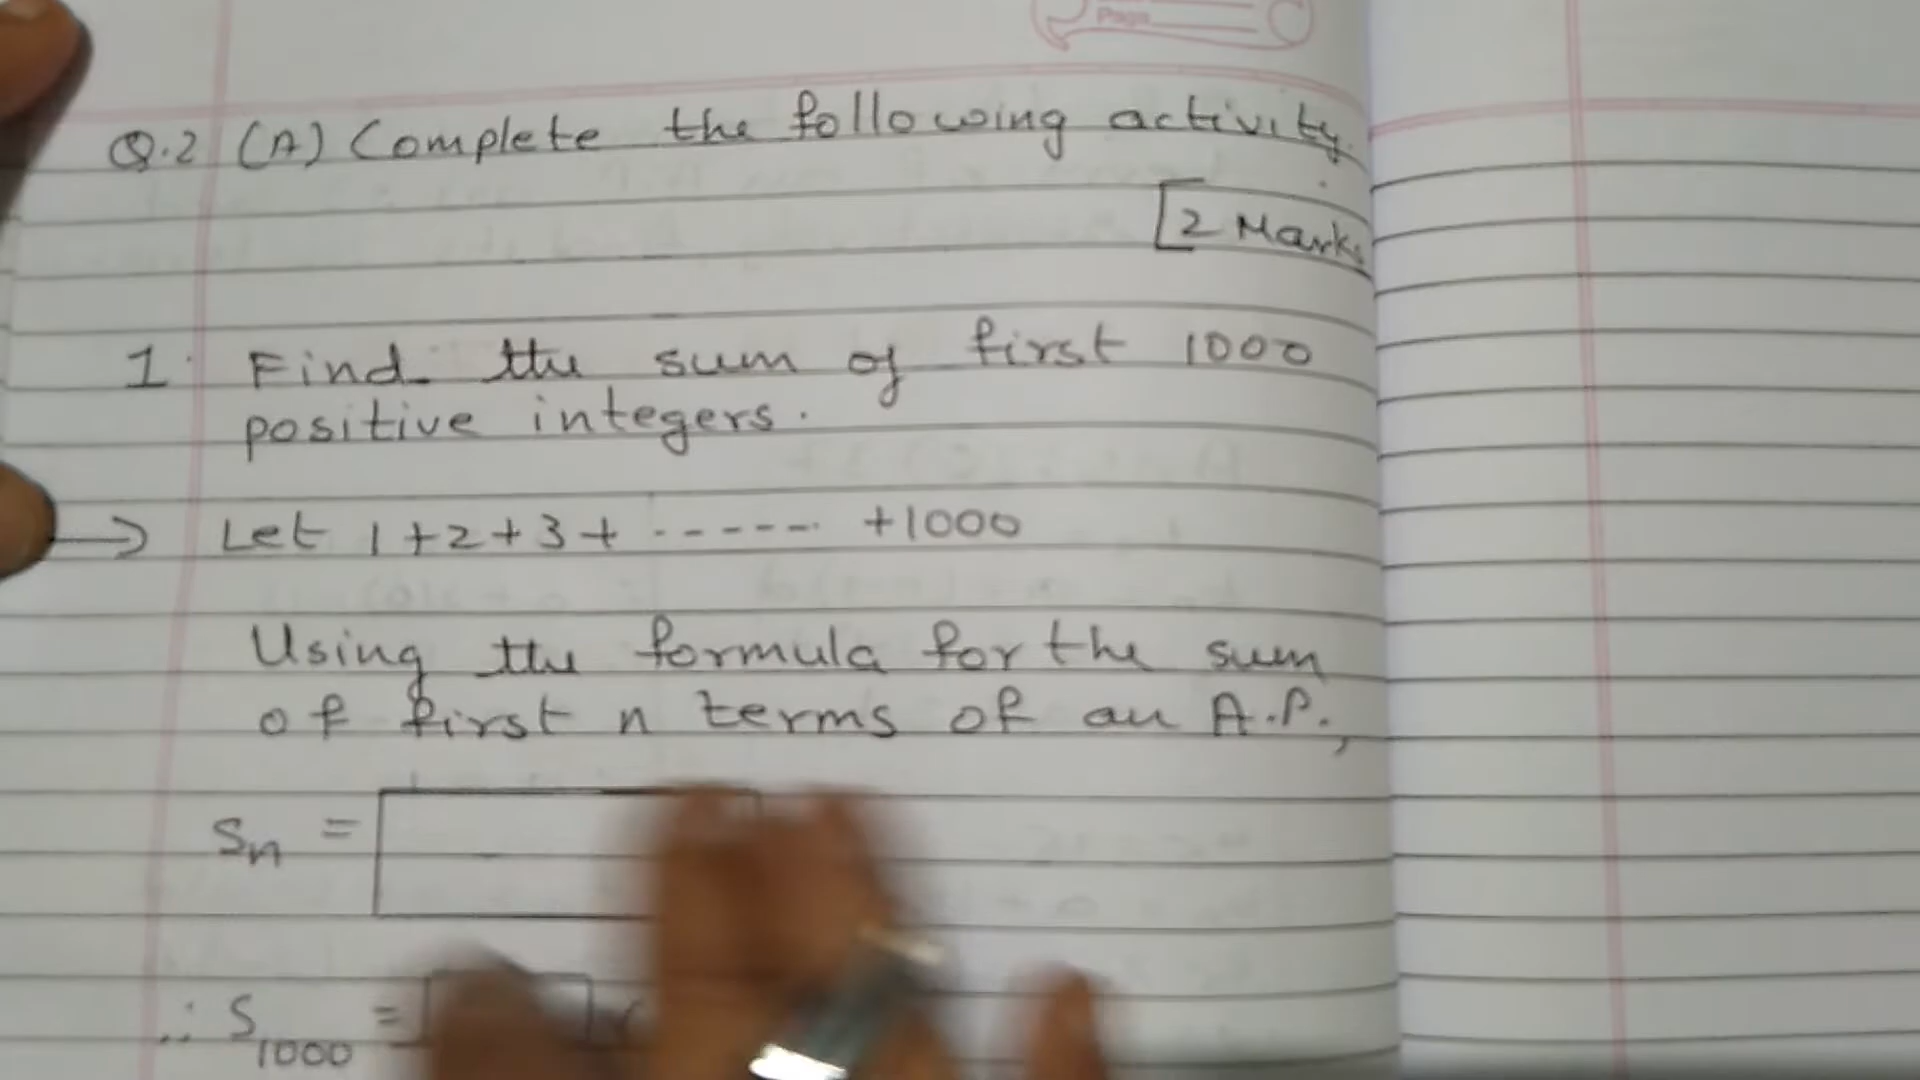 Page
Q.2 (A) Complete the following activity.
[2 Marks
1. Find the sum of first 1000
positive integers.
→ Let 1+2+3+ ------ +1000
Using the formula for the sum
of first n terms of an A.P.,
Sn =
∴ S1000 = (